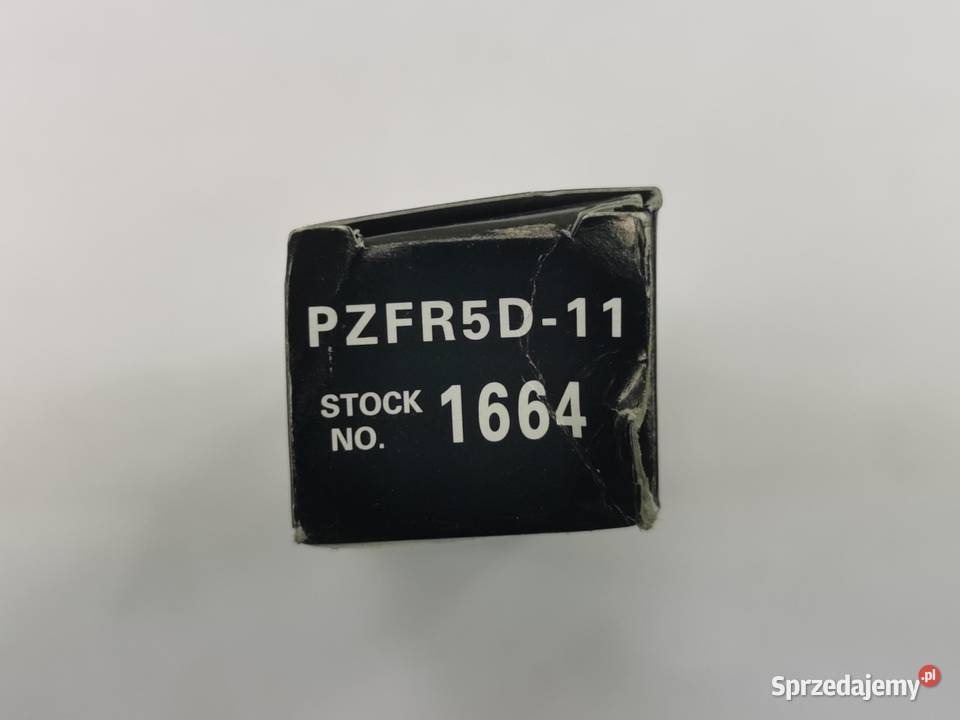 PZFR5D-11
STOCK NO. 1664
Sprzedajemy.pl